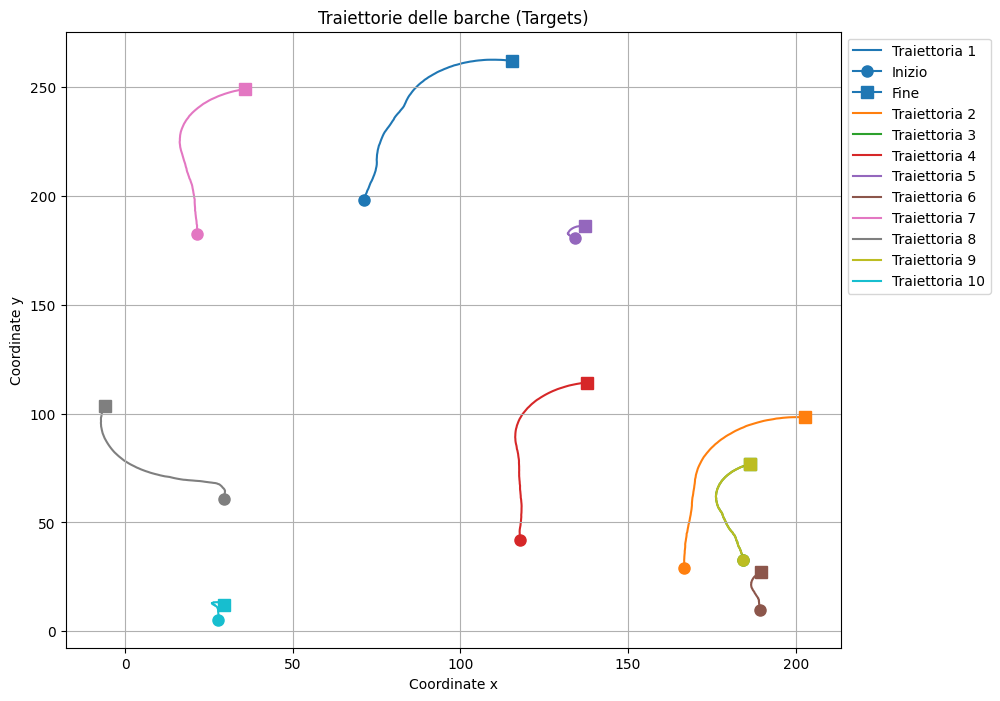 Traiettorie delle barche (Targets)
Traiettoria 1
Inizio
Fine
Traiettoria 2
Traiettoria 3
Traiettoria 4
Traiettoria 5
Traiettoria 6
Traiettoria 7
Traiettoria 8
Traiettoria 9
Traiettoria 10
Coordinate y
250
200
150
100
50
0
0 50 100 150 200
Coordinate x